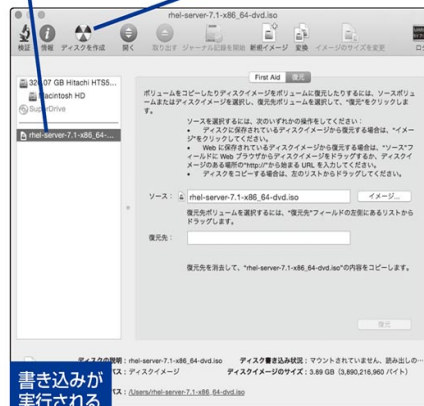 rhel-server-7.1-x86_64-dvd.iso
検証 情報 ディスクを作成 開く 取り出す ジャーナル記録を開始 新規イメージ 変換 イメージのサイズを変更
First Aid 復元
320.07 GB Hitachi HTS5...
Macintosh HD
SuperDrive
rhel-server-7.1-x86_64-...
ボリュームをコピーしたりディスクイメージをボリュームに復元したりするには、ソースボリュ
ームまたはディスクイメージを選択し、復元先ボリュームを選択して、"復元"をクリックしま
す。
ソースを選択するには、次のいずれかの操作をしてください：
• ディスクに保存されているディスクイメージから復元する場合は、"イメー
ジ"をクリックしてください。
• Web に保存されているディスクイメージから復元する場合は、"ソース"フ
ィールドに Web ブラウザからディスクイメージをドラッグするか、ディスクイ
メージのある場所の"http://"から始まる URL を入力してください。
• ディスクをコピーする場合は、左のリストからドラッグしてください。
ソース： rhel-server-7.1-x86_64-dvd.iso イメージ...
復元先ボリュームを選択するには、"復元先"フィールドの左側にあるリストから
ドラッグします。
復元先：
復元先を消去して、"rhel-server-7.1-x86_64-dvd.iso"の内容をコピーします。
復元
ディスクの説明：rhel-server-7.1-x86_64-dvd.iso ディスク書き込み状況：マウントされていません、読み出しの…
パス：ディスクイメージ ディスクイメージのサイズ：3.89 GB（3,890,216,960 バイト）
パス：/Users/rhel-server-7.1-x86_64-dvd.iso
書き込みが
実行される